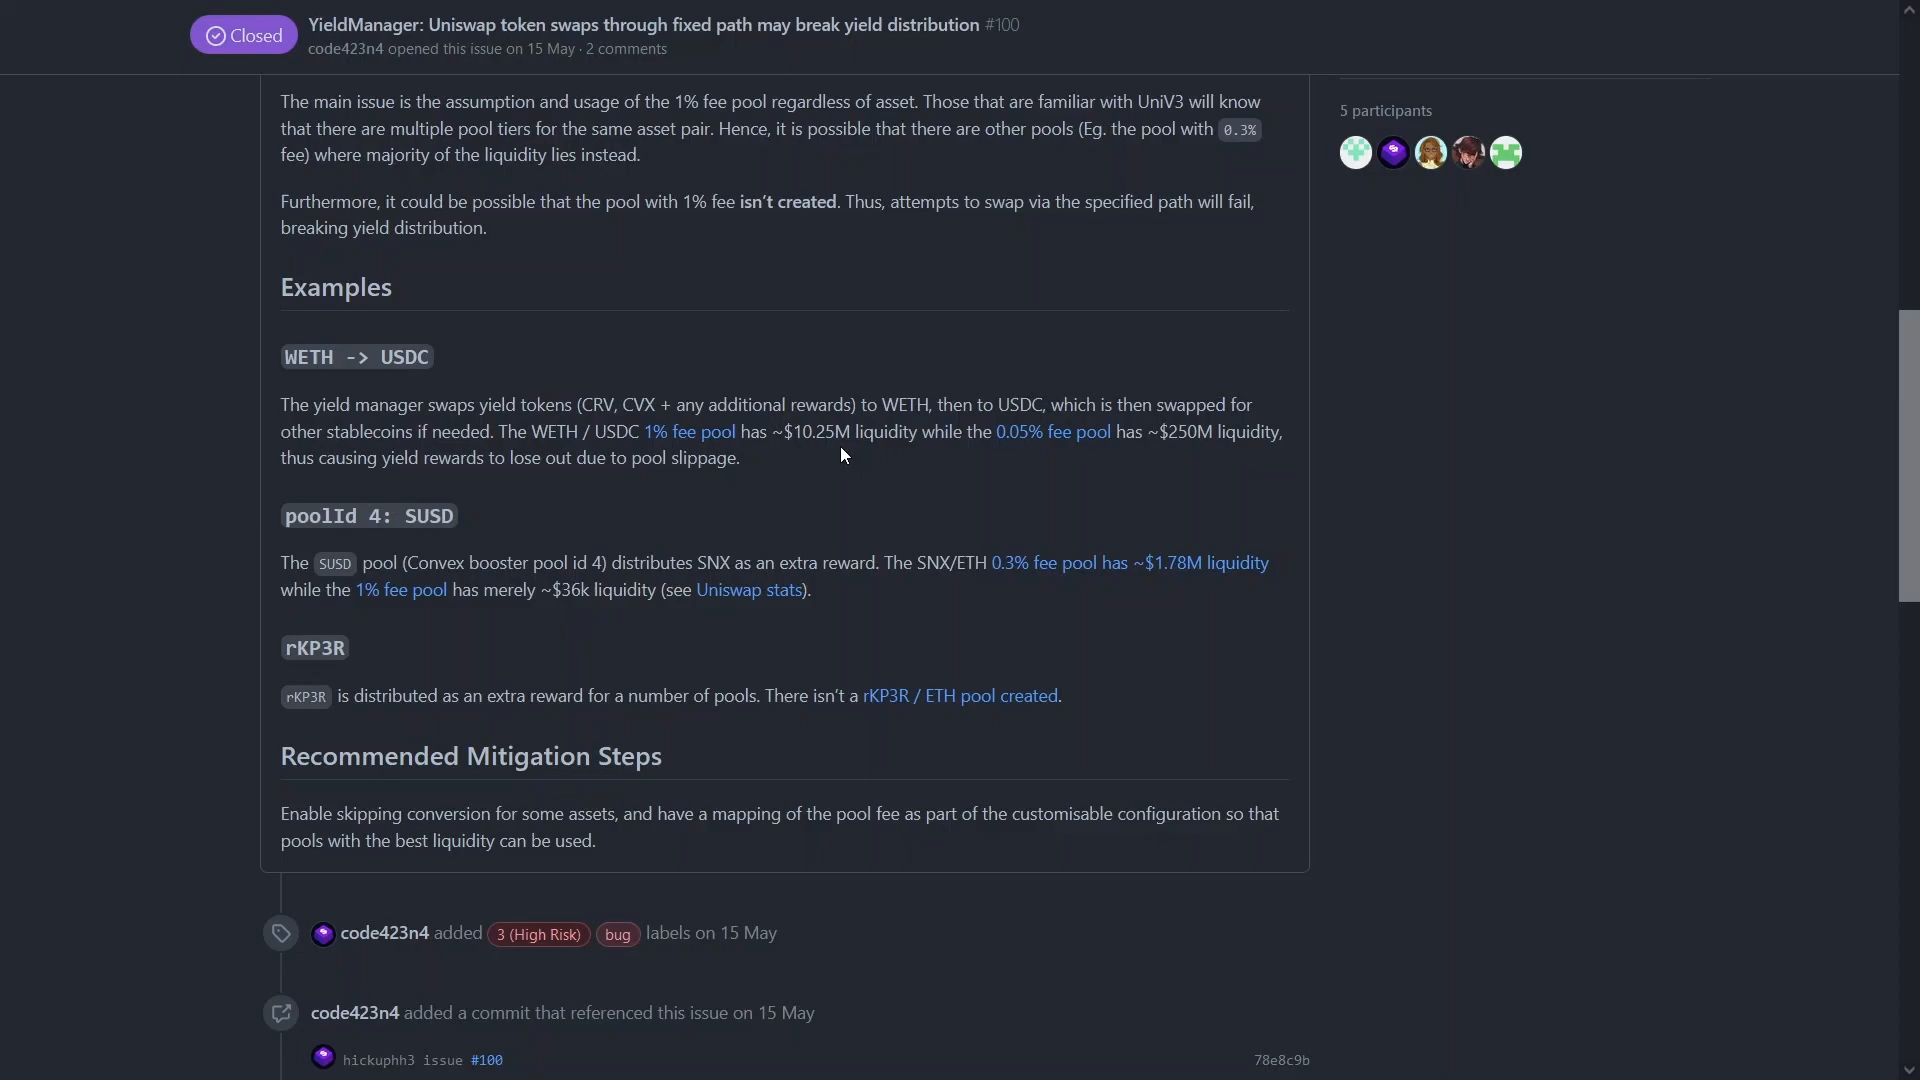 Closed
YieldManager: Uniswap token swaps through fixed path may break yield distribution #100
code423n4 opened this issue on 15 May · 2 comments
The main issue is the assumption and usage of the 1% fee pool regardless of asset. Those that are familiar with UniV3 will know
that there are multiple pool tiers for the same asset pair. Hence, it is possible that there are other pools (Eg. the pool with 0.3%
fee) where majority of the liquidity lies instead.
Furthermore, it could be possible that the pool with 1% fee isn't created. Thus, attempts to swap via the specified path will fail,
breaking yield distribution.
Examples
WETH -> USDC
The yield manager swaps yield tokens (CRV, CVX + any additional rewards) to WETH, then to USDC, which is then swapped for
other stablecoins if needed. The WETH / USDC 1% fee pool has ~$10.25M liquidity while the 0.05% fee pool has ~$250M liquidity,
thus causing yield rewards to lose out due to pool slippage.
poolId 4: SUSD
The SUSD pool (Convex booster pool id 4) distributes SNX as an extra reward. The SNX/ETH 0.3% fee pool has ~$1.78M liquidity
while the 1% fee pool has merely ~$36k liquidity (see Uniswap stats).
rKP3R
rKP3R is distributed as an extra reward for a number of pools. There isn't a rKP3R / ETH pool created.
Recommended Mitigation Steps
Enable skipping conversion for some assets, and have a mapping of the pool fee as part of the customisable configuration so that
pools with the best liquidity can be used.
code423n4 added 3 (High Risk) bug labels on 15 May
code423n4 added a commit that referenced this issue on 15 May
hickuphh3 issue #100 78e8c9b
5 participants